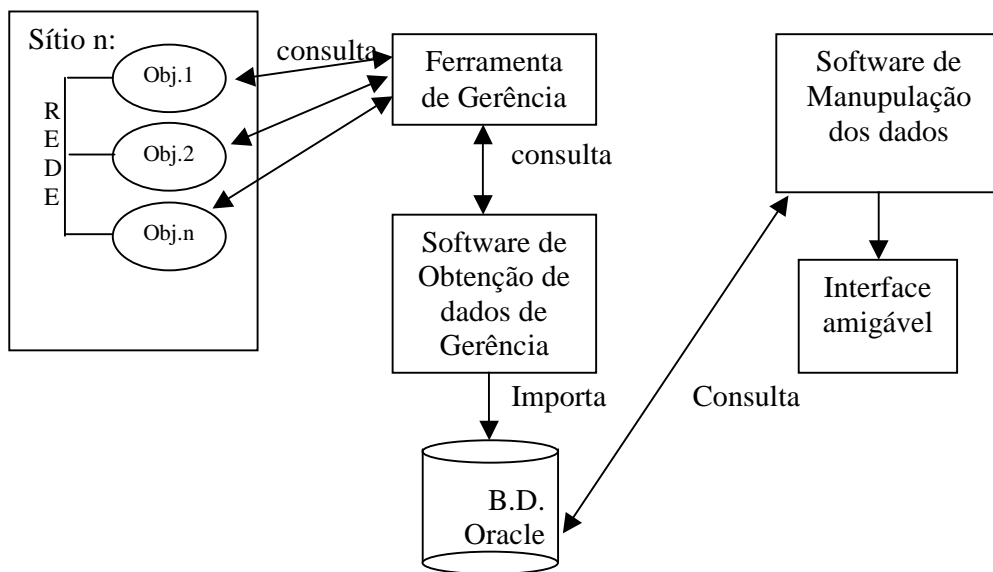 Sítio n:
Obj.1
Obj.2
Obj.n
R
E
D
E
consulta
Ferramenta
de Gerência
consulta
Software de
Obtenção de
dados de
Gerência
Importa
B.D.
Oracle
Software de
Manupulação
dos dados
Interface
amigável
Consulta